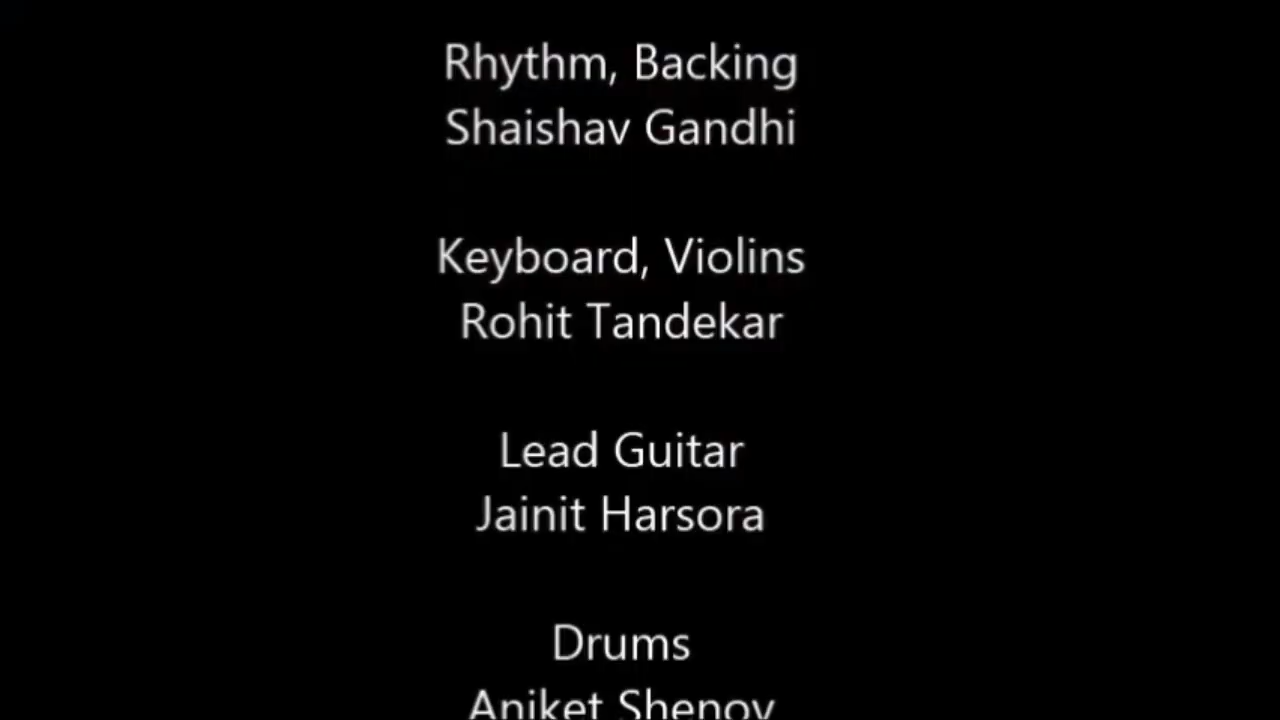 Rhythm, Backing
Shaishav Gandhi
Keyboard, Violins
Rohit Tandekar
Lead Guitar
Jainit Harsora
Drums
Aniket Shenoy